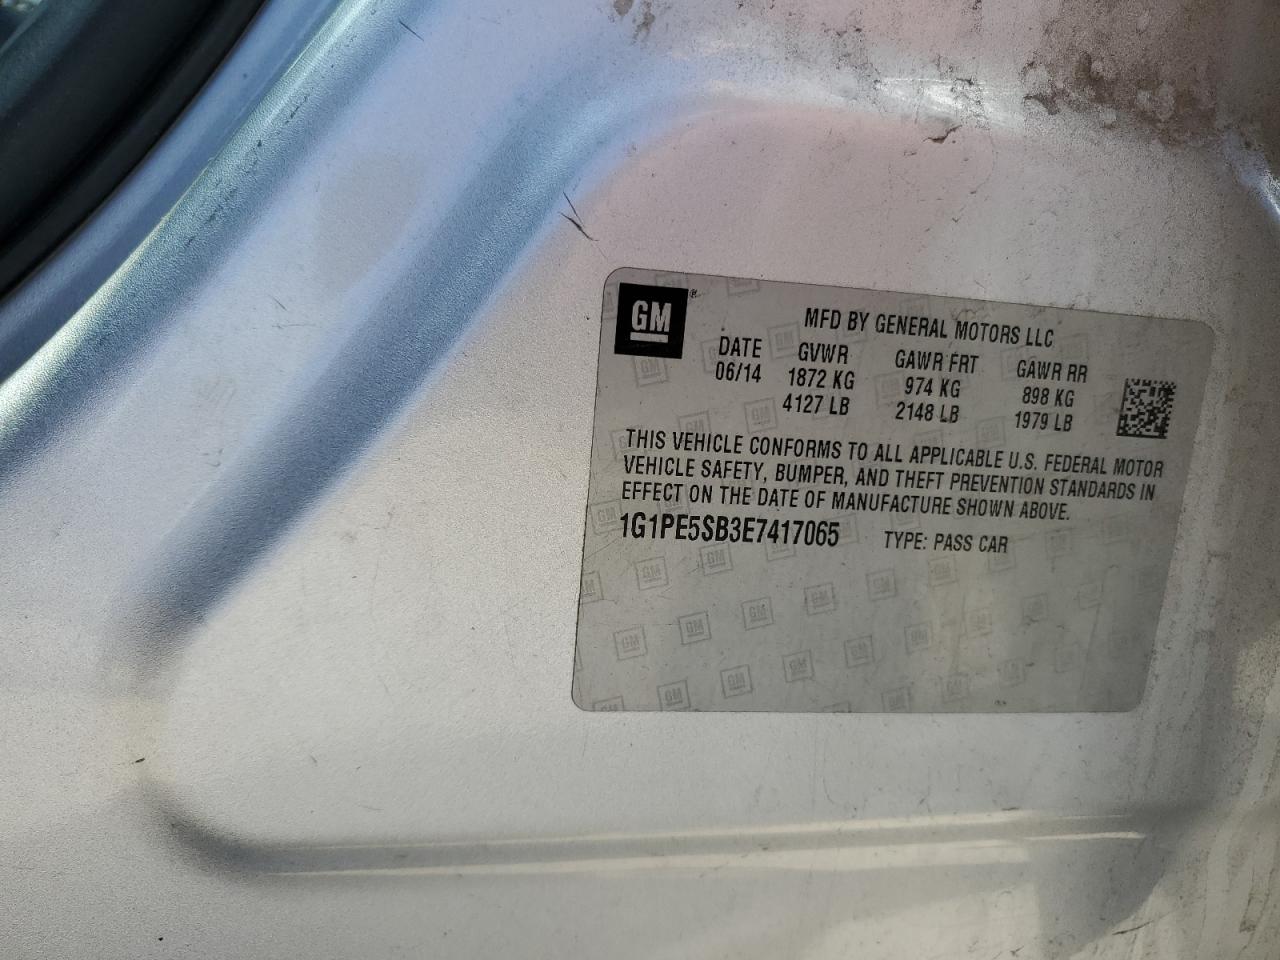 GM ®
MFD BY GENERAL MOTORS LLC
DATE GVWR GAWR FRT GAWR RR
06/14 1872 KG 974 KG 898 KG
4127 LB 2148 LB 1979 LB
THIS VEHICLE CONFORMS TO ALL APPLICABLE U.S. FEDERAL MOTOR
VEHICLE SAFETY, BUMPER, AND THEFT PREVENTION STANDARDS IN
EFFECT ON THE DATE OF MANUFACTURE SHOWN ABOVE.
1G1PE5SB3E7417065 TYPE: PASS CAR